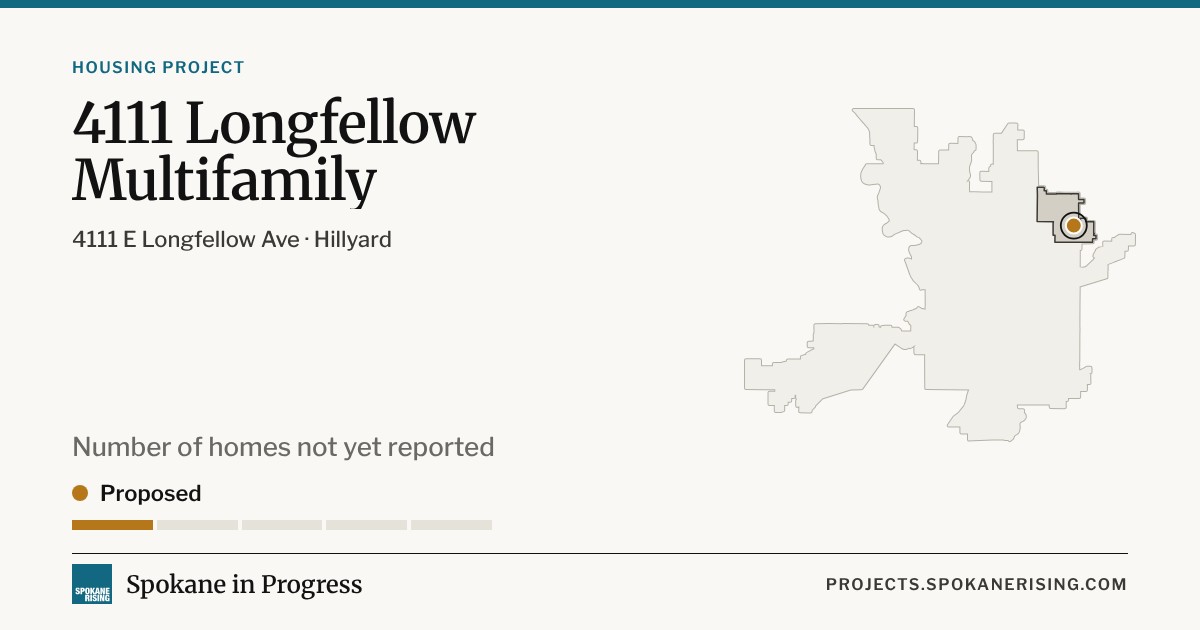 HOUSING PROJECT
4111 Longfellow
Multifamily
4111 E Longfellow Ave · Hillyard
Number of homes not yet reported
Proposed
SPOKANE
RISING
Spokane in Progress
PROJECTS.SPOKANERISING.COM